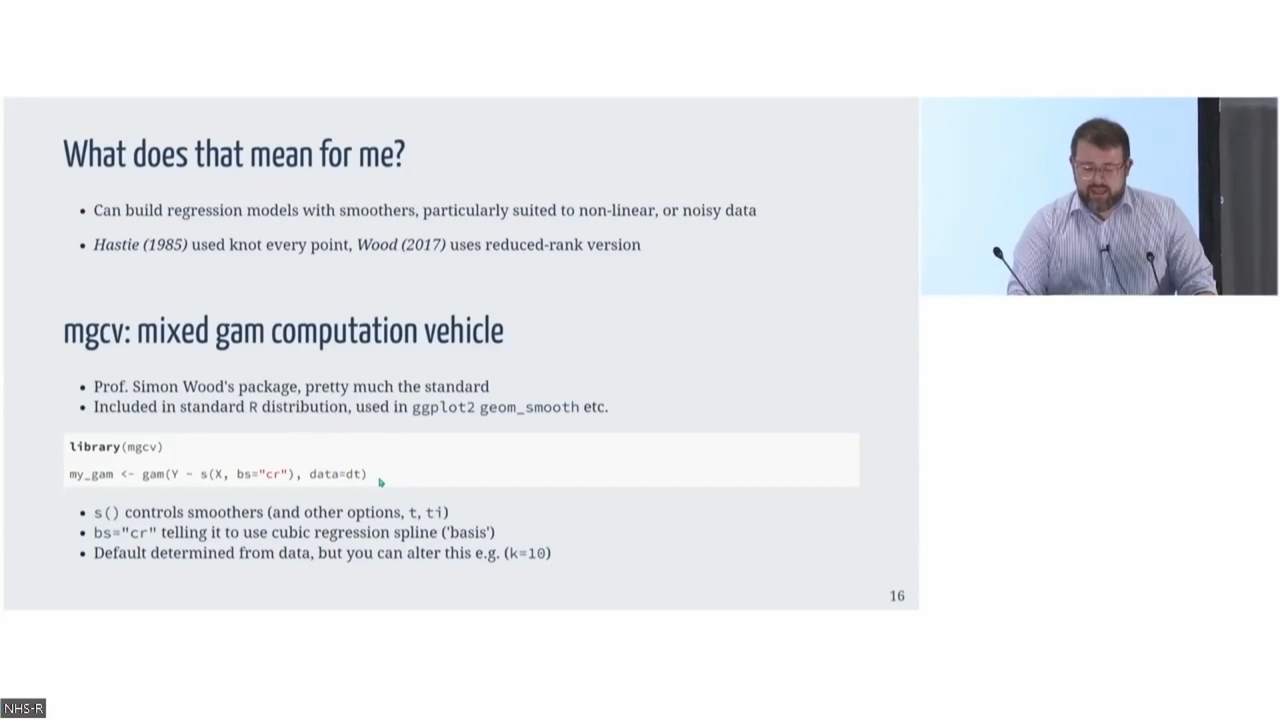 What does that mean for me?
• Can build regression models with smoothers, particularly suited to non-linear, or noisy data
• Hastie (1985) used knot every point, Wood (2017) uses reduced-rank version
mgcv: mixed gam computation vehicle
• Prof. Simon Wood's package, pretty much the standard
• Included in standard R distribution, used in ggplot2 geom_smooth etc.
library(mgcv)
my_gam <- gam(Y ~ s(X, bs="cr"), data=dt)
• s() controls smoothers (and other options, t, ti)
• bs="cr" telling it to use cubic regression spline ('basis')
• Default determined from data, but you can alter this e.g. (k=10)
16
NHS-R